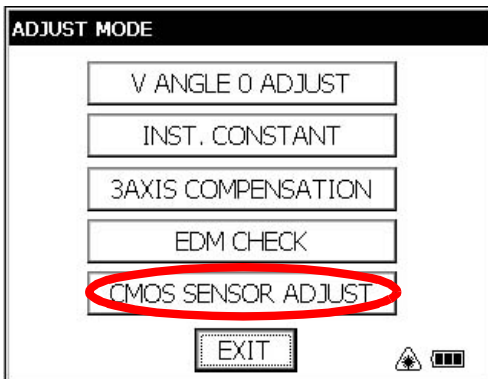 ADJUST MODE
V ANGLE 0 ADJUST
INST. CONSTANT
3AXIS COMPENSATION
EDM CHECK
CMOS SENSOR ADJUST
EXIT